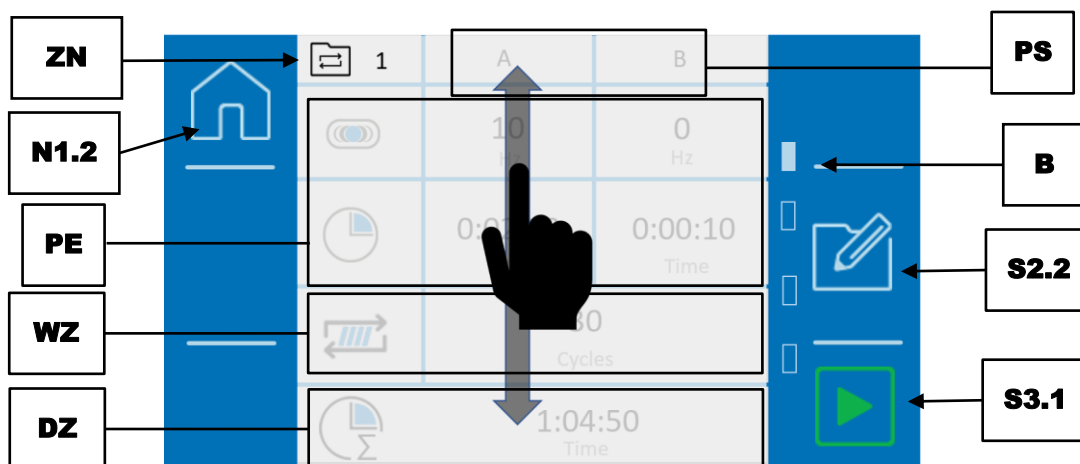 ZN
PS
1
A
B
N1.2
10
0
Hz
Hz
B
PE
0:00:10
Time
S2.2
WZ
30
Cycles
DZ
1:04:50
Time
S3.1
Σ